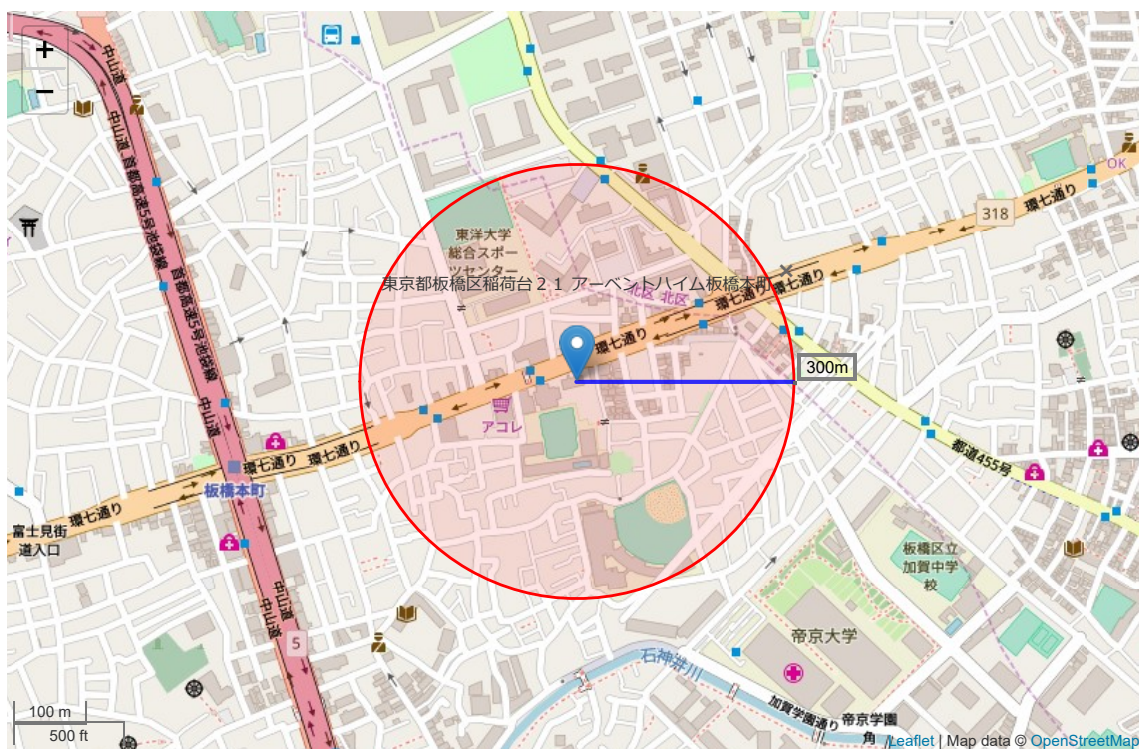 +
−
中山道
中山道 首都高速5号池袋線
首都高速5号池袋線
中山道
OK
318
環七通り
東洋大学
総合スポー
ツセンター
東京都板橋区稲荷台２１ アーベントハイム板橋本町
北区 北区
環七通り 環七通り
環七通り
300m
アコレ
環七通り 環七通り
板橋本町
都道455号
環七通り
富士見街
道入口
板橋区立
加賀中学
校
中山道
中山道
5
帝京大学
石神井川
加賀学園通り
帝京学園
角
100 m
500 ft
Leaflet | Map data © OpenStreetMap